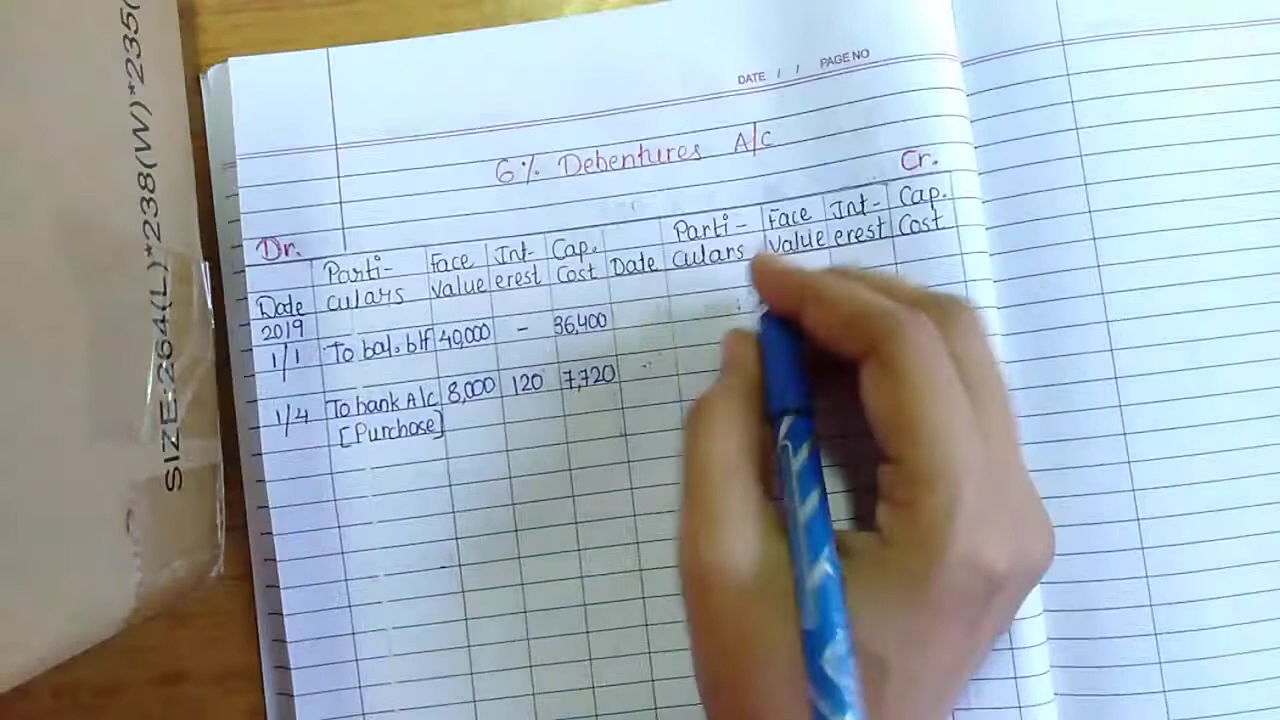 SIZE:264(L)*238(W)*235(
DATE / / PAGE NO
6% Debentures A/c
Dr. Cr.
Date Parti-culars Face Value Int-erest Cap. Cost Date Parti-culars Face Value Int-erest Cap. Cost
2019
1/1 To bal. b/f 40,000 - 36,400
1/4 To bank A/c 8,000 120 7,720
[Purchase]